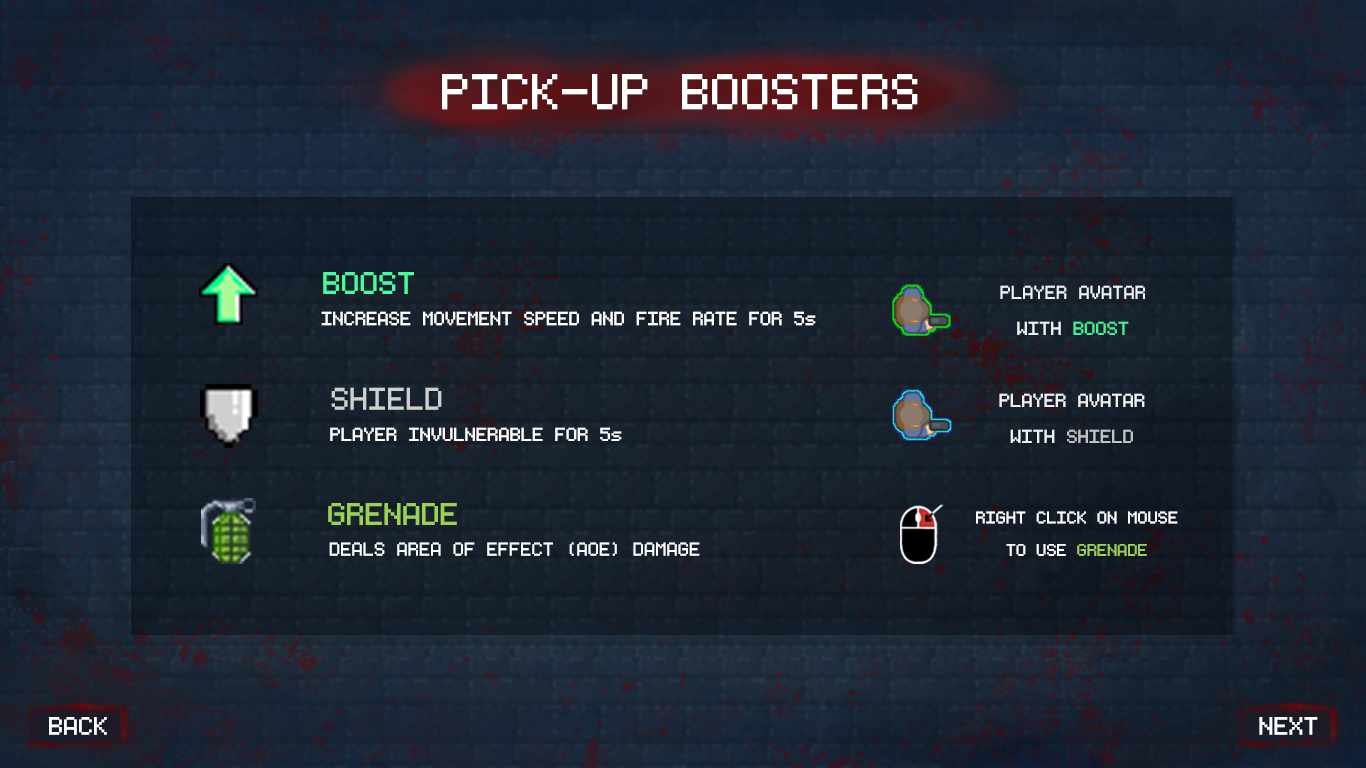 PICK-UP BOOSTERS
BOOST
INCREASE MOVEMENT SPEED AND FIRE RATE FOR 5s
PLAYER AVATAR
WITH BOOST
SHIELD
PLAYER INVULNERABLE FOR 5s
PLAYER AVATAR
WITH SHIELD
GRENADE
DEALS AREA OF EFFECT (AOE) DAMAGE
RIGHT CLICK ON MOUSE
TO USE GRENADE
BACK
NEXT